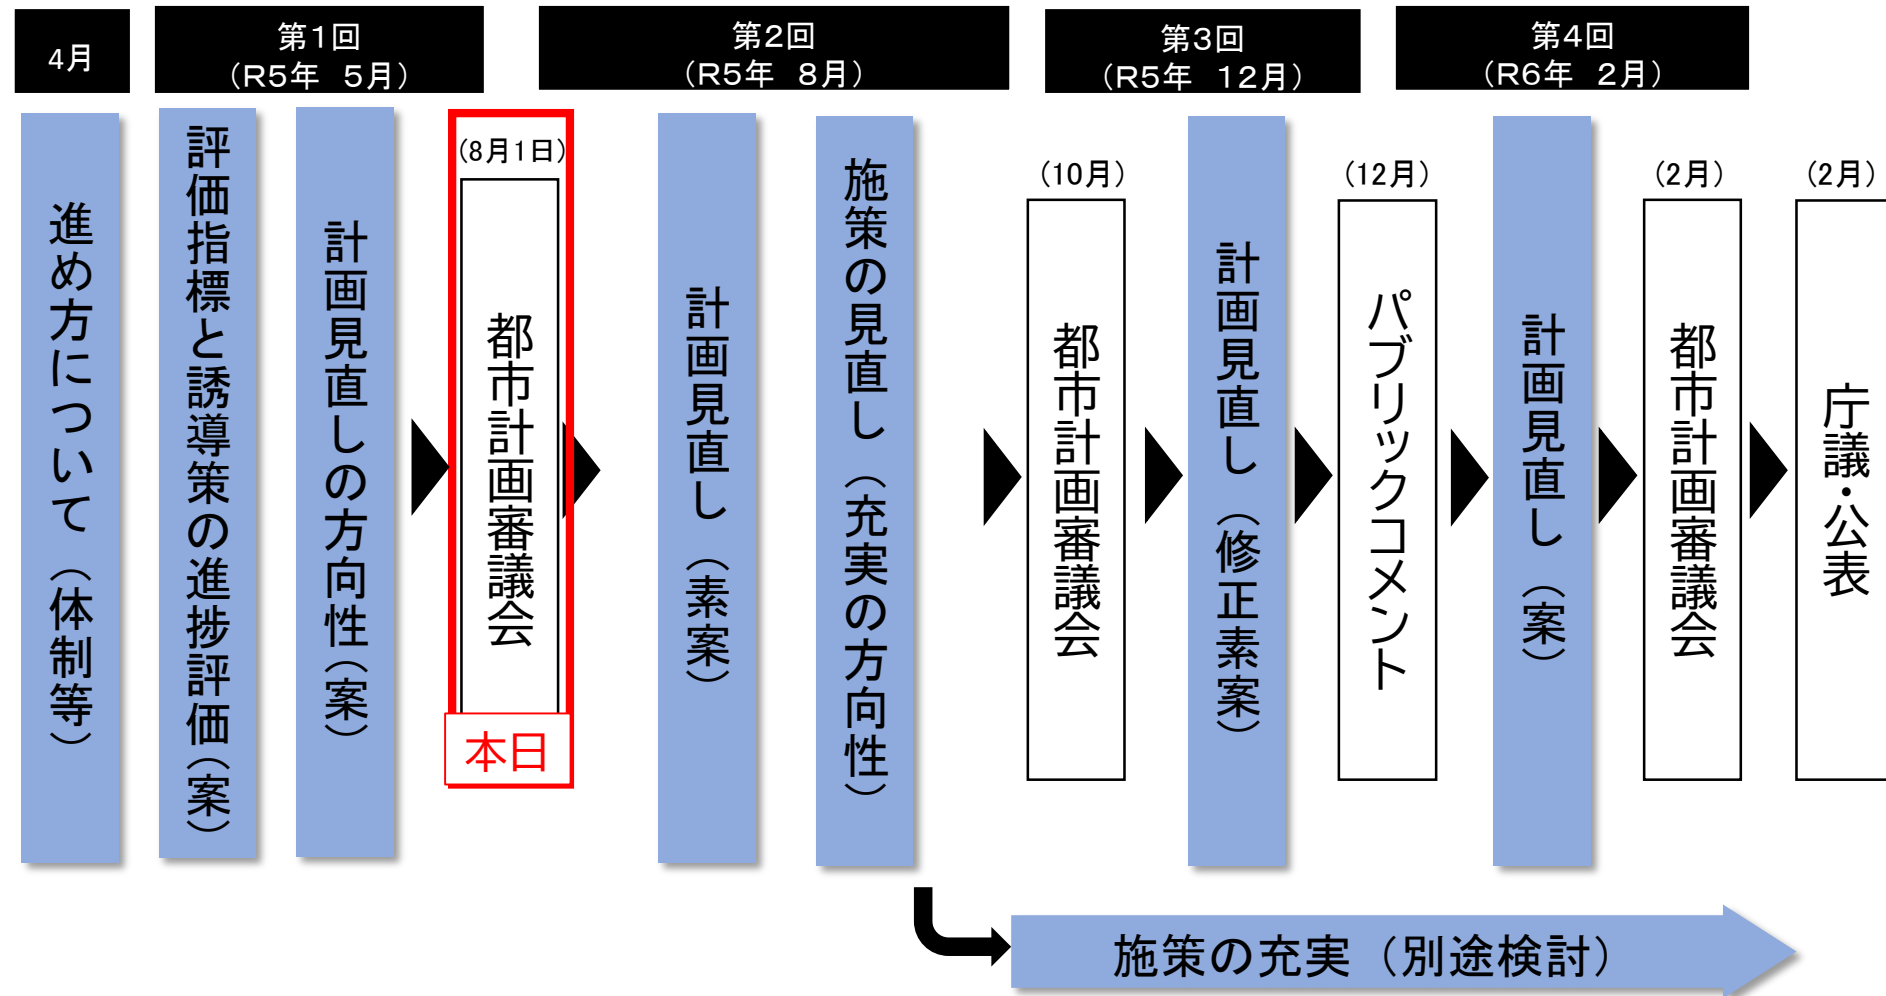 4月
第1回
（R5年 5月）
第2回
（R5年 8月）
第3回
（R5年 12月）
第4回
（R6年 2月）
進め方について（体制等）
評価指標と誘導策の進捗評価（案）
計画見直しの方向性（案）
（8月1日）
都市計画審議会
本日
計画見直し（素案）
施策の見直し（充実の方向性）
（10月）
都市計画審議会
計画見直し（修正素案）
（12月）
パブリックコメント
計画見直し（案）
（2月）
都市計画審議会
（2月）
庁議・公表
施策の充実（別途検討）